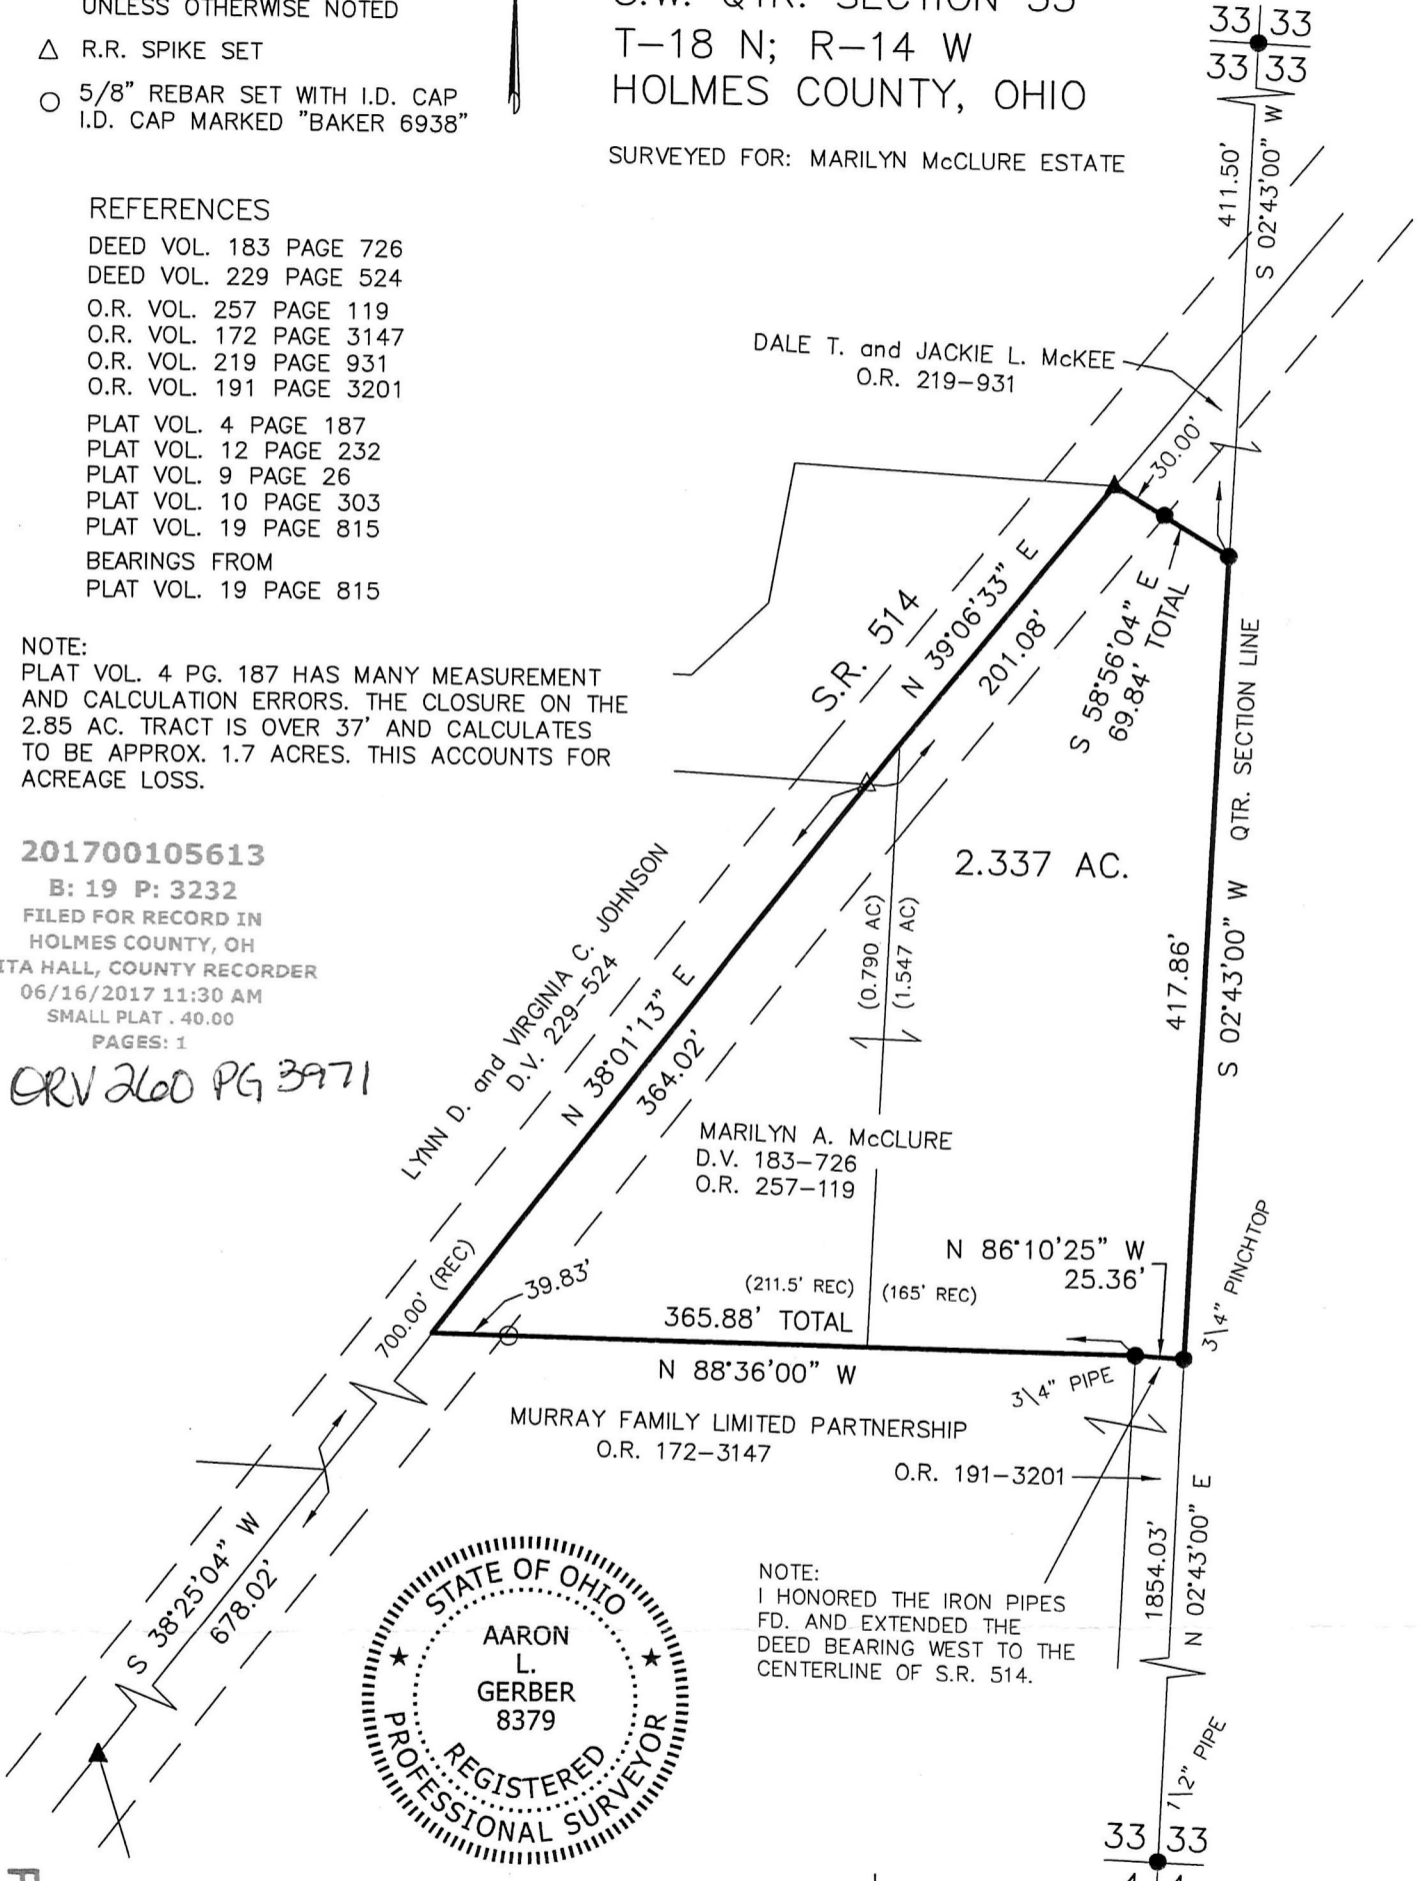 UNLESS OTHERWISE NOTED
△ R.R. SPIKE SET
○ 5/8" REBAR SET WITH I.D. CAP
I.D. CAP MARKED "BAKER 6938"
T-18 N; R-14 W
HOLMES COUNTY, OHIO
SURVEYED FOR: MARILYN McCLURE ESTATE
33 33
33 33
411.50'
S 02°43'00" W
REFERENCES
DEED VOL. 183 PAGE 726
DEED VOL. 229 PAGE 524
O.R. VOL. 257 PAGE 119
O.R. VOL. 172 PAGE 3147
O.R. VOL. 219 PAGE 931
O.R. VOL. 191 PAGE 3201
PLAT VOL. 4 PAGE 187
PLAT VOL. 12 PAGE 232
PLAT VOL. 9 PAGE 26
PLAT VOL. 10 PAGE 303
PLAT VOL. 19 PAGE 815
BEARINGS FROM
PLAT VOL. 19 PAGE 815
DALE T. and JACKIE L. McKEE
O.R. 219-931
30.00'
NOTE:
PLAT VOL. 4 PG. 187 HAS MANY MEASUREMENT
AND CALCULATION ERRORS. THE CLOSURE ON THE
2.85 AC. TRACT IS OVER 37' AND CALCULATES
TO BE APPROX. 1.7 ACRES. THIS ACCOUNTS FOR
ACREAGE LOSS.
S.R. 514
N 39°06'33" E
201.08'
S 58°56'04" E
69.84' TOTAL
QTR. SECTION LINE
201700105613
B: 19 P: 3232
FILED FOR RECORD IN
HOLMES COUNTY, OH
ITA HALL, COUNTY RECORDER
06/16/2017 11:30 AM
SMALL PLAT . 40.00
PAGES: 1
ORV 260 PG 3971
2.337 AC.
(0.790 AC)
(1.547 AC)
417.86'
S 02°43'00" W
LYNN D. and VIRGINIA C. JOHNSON
D.V. 229-524
N 38°01'13" E
364.02'
MARILYN A. McCLURE
D.V. 183-726
O.R. 257-119
N 86°10'25" W
25.36'
3\4" PINCHTOP
700.00' (REC)
39.83'
(211.5' REC) (165' REC)
365.88' TOTAL
N 88°36'00" W
3\4" PIPE
MURRAY FAMILY LIMITED PARTNERSHIP
O.R. 172-3147
O.R. 191-3201
S 38°25'04" W
678.02'
STATE OF OHIO
AARON
L.
GERBER
8379
REGISTERED
PROFESSIONAL SURVEYOR
NOTE:
I HONORED THE IRON PIPES
FD. AND EXTENDED THE
DEED BEARING WEST TO THE
CENTERLINE OF S.R. 514.
1854.03'
N 02°43'00" E
1\2" PIPE
33 33